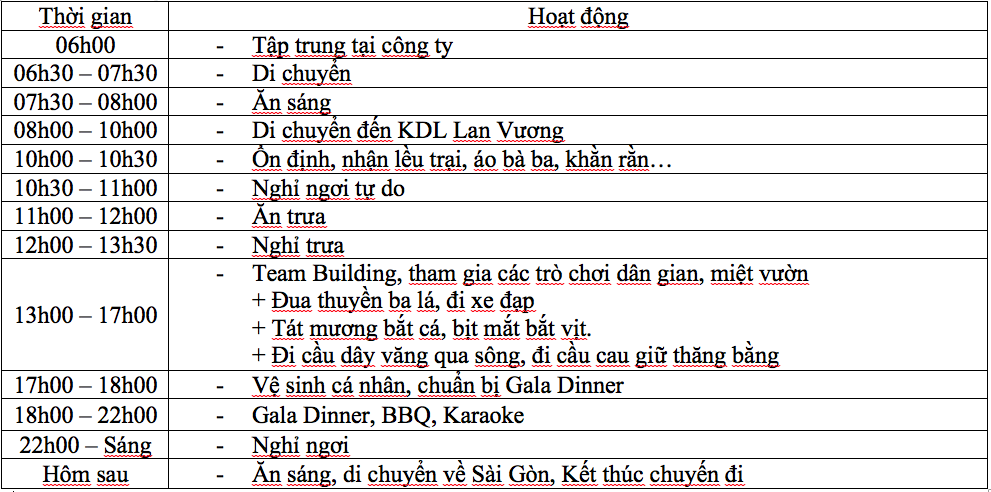 Thời gian Hoạt động
06h00 - Tập trung tại công ty
06h30 – 07h30 - Di chuyển
07h30 – 08h00 - Ăn sáng
08h00 – 10h00 - Di chuyển đến KDL Lan Vương
10h00 – 10h30 - Ổn định, nhận lều trại, áo bà ba, khằn rằn…
10h30 – 11h00 - Nghỉ ngơi tự do
11h00 – 12h00 - Ăn trưa
12h00 – 13h30 - Nghỉ trưa
13h00 – 17h00 - Team Building, tham gia các trò chơi dân gian, miệt vườn
+ Đua thuyền ba lá, đi xe đạp
+ Tát mương bắt cá, bịt mắt bắt vịt.
+ Đi cầu dây văng qua sông, đi cầu cau giữ thăng bằng
17h00 – 18h00 - Vệ sinh cá nhân, chuẩn bị Gala Dinner
18h00 – 22h00 - Gala Dinner, BBQ, Karaoke
22h00 – Sáng - Nghỉ ngơi
Hôm sau - Ăn sáng, di chuyển về Sài Gòn, Kết thúc chuyến đi